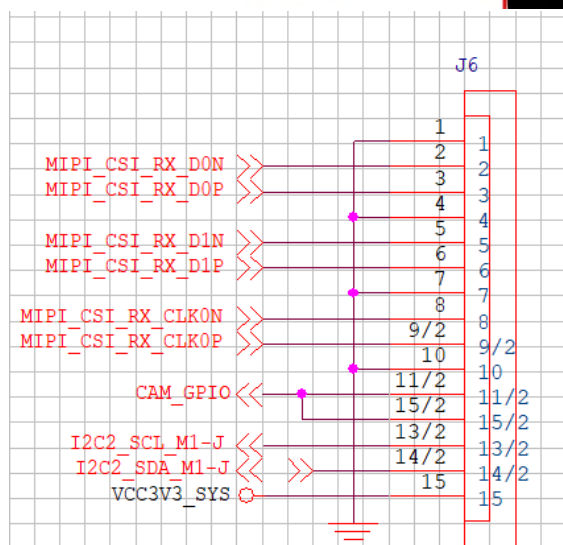 J6
1 1
2 2
MIPI_CSI_RX_D0N
3 3
MIPI_CSI_RX_D0P
4 4
5 5
MIPI_CSI_RX_D1N
6 6
MIPI_CSI_RX_D1P
7 7
8 8
MIPI_CSI_RX_CLK0N
9/2 9/2
MIPI_CSI_RX_CLK0P
10 10
11/2 11/2
CAM_GPIO
15/2 15/2
13/2 13/2
I2C2_SCL_M1-J
14/2 14/2
I2C2_SDA_M1-J
15 15
VCC3V3_SYS